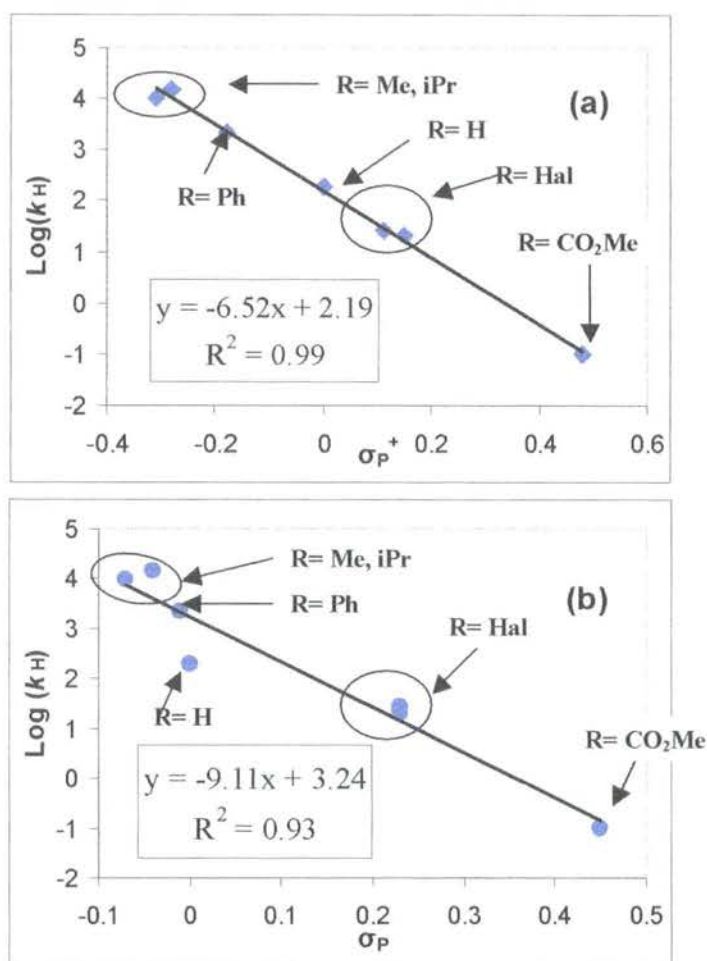 5
4
3
2
1
0
-1
-2
Log(k H)
R= Me, iPr
(a)
R= H
R= Ph
R= Hal
R= CO₂Me
y = -6.52x + 2.19
R² = 0.99
-0.4 -0.2 0 0.2 0.4 0.6
σP⁺
5
4
3
2
1
0
-1
-2
Log (k H)
R= Me, iPr
(b)
R= Ph
R= Hal
R= H
R= CO₂Me
y = -9.11x + 3.24
R² = 0.93
-0.1 0 0.1 0.2 0.3 0.4 0.5
σP